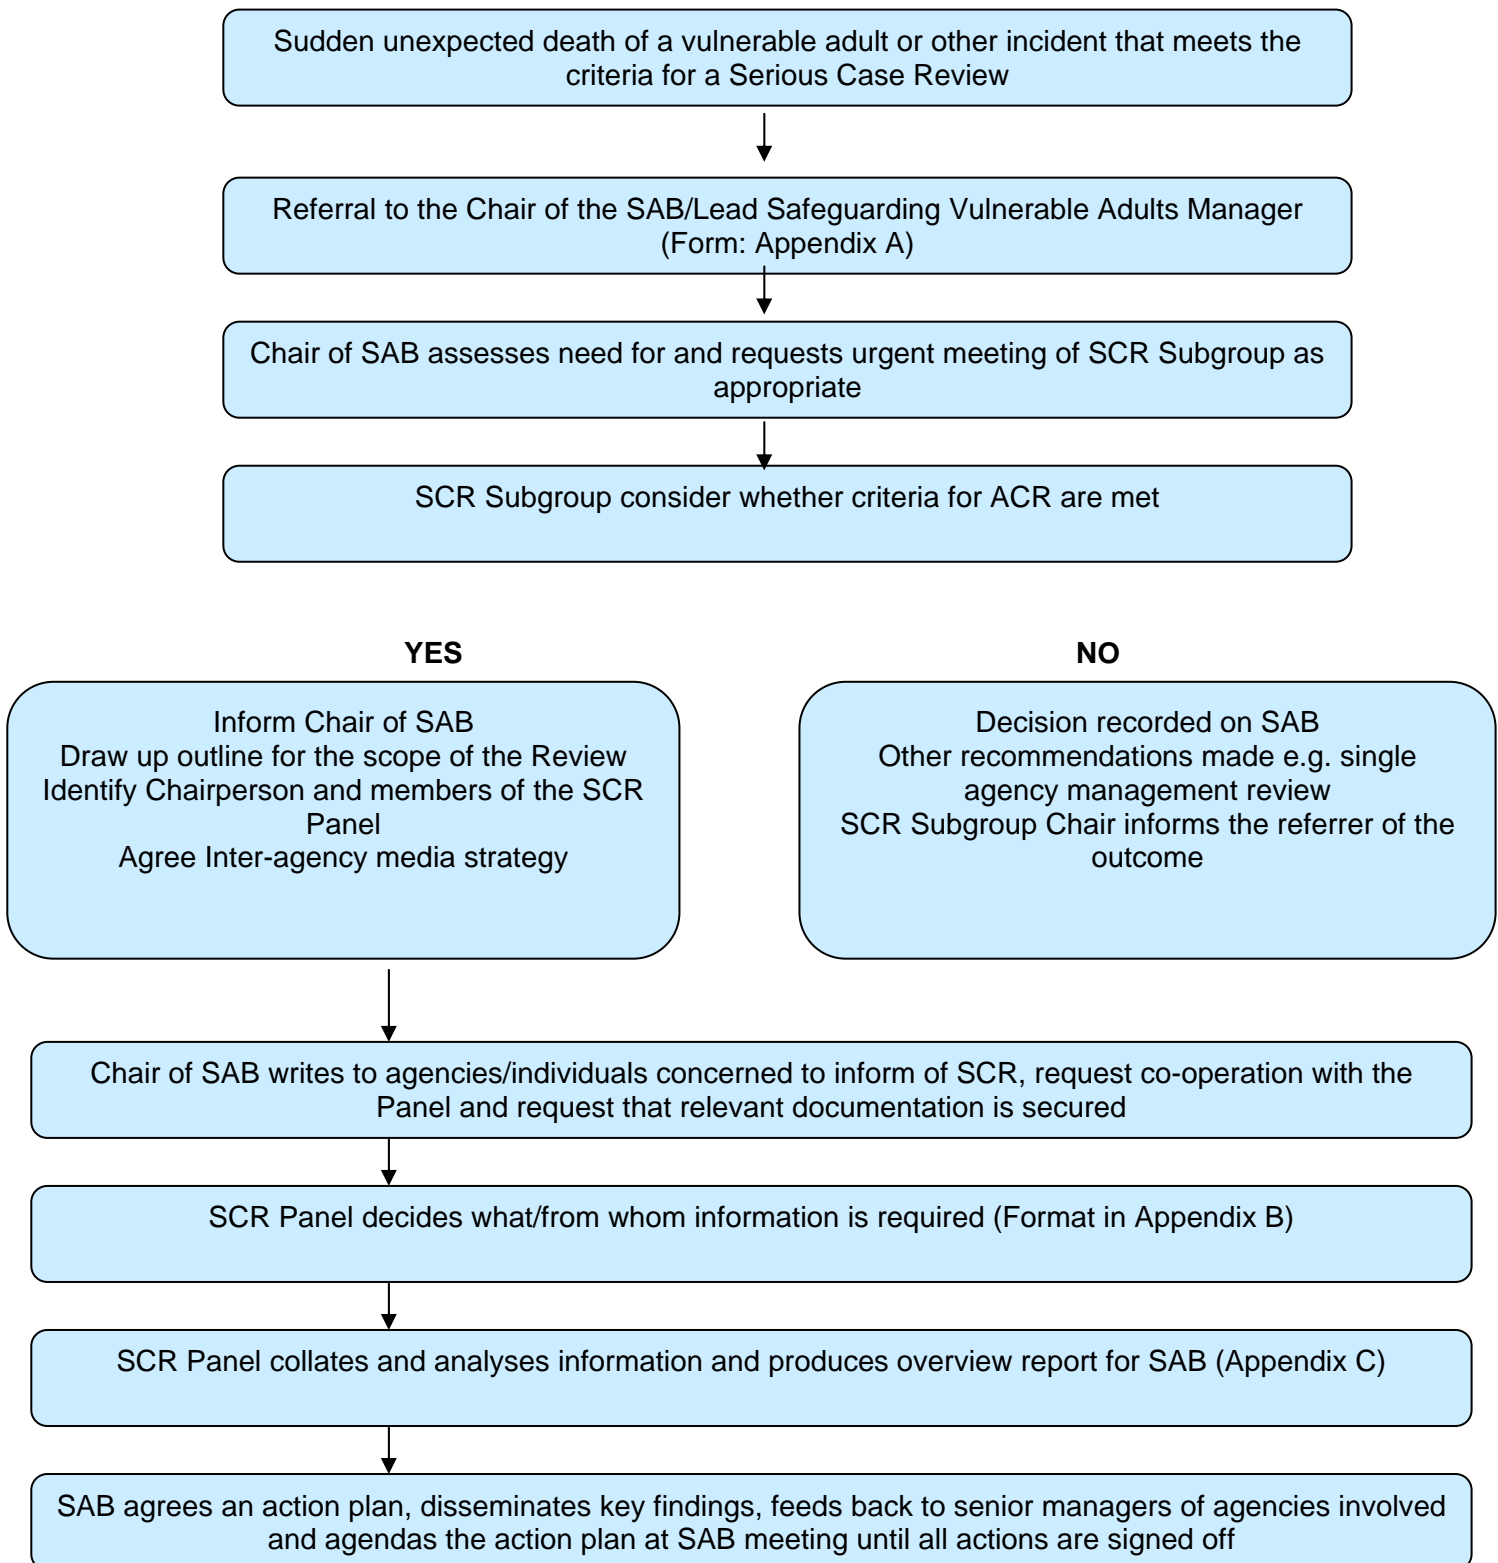 Sudden unexpected death of a vulnerable adult or other incident that meets the
criteria for a Serious Case Review
Referral to the Chair of the SAB/Lead Safeguarding Vulnerable Adults Manager
(Form: Appendix A)
Chair of SAB assesses need for and requests urgent meeting of SCR Subgroup as
appropriate
SCR Subgroup consider whether criteria for ACR are met
YES
Inform Chair of SAB
Draw up outline for the scope of the Review
Identify Chairperson and members of the SCR
Panel
Agree Inter-agency media strategy
NO
Decision recorded on SAB
Other recommendations made e.g. single
agency management review
SCR Subgroup Chair informs the referrer of the
outcome
Chair of SAB writes to agencies/individuals concerned to inform of SCR, request co-operation with the
Panel and request that relevant documentation is secured
SCR Panel decides what/from whom information is required (Format in Appendix B)
SCR Panel collates and analyses information and produces overview report for SAB (Appendix C)
SAB agrees an action plan, disseminates key findings, feeds back to senior managers of agencies involved
and agendas the action plan at SAB meeting until all actions are signed off